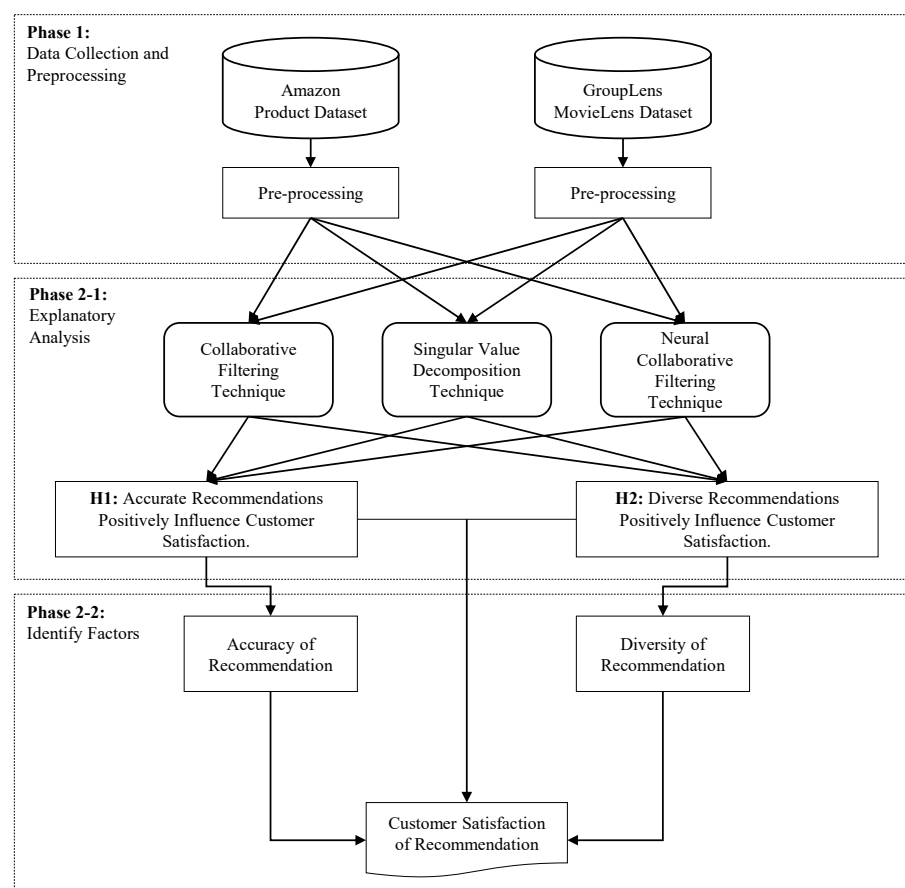 Phase 1:
Data Collection and
Preprocessing
Amazon
Product Dataset
GroupLens
MovieLens Dataset
Pre-processing
Pre-processing
Phase 2-1:
Explanatory
Analysis
Collaborative
Filtering
Technique
Singular Value
Decomposition
Technique
Neural
Collaborative
Filtering
Technique
H1: Accurate Recommendations
Positively Influence Customer
Satisfaction.
H2: Diverse Recommendations
Positively Influence Customer
Satisfaction.
Phase 2-2:
Identify Factors
Accuracy of
Recommendation
Diversity of
Recommendation
Customer Satisfaction
of Recommendation